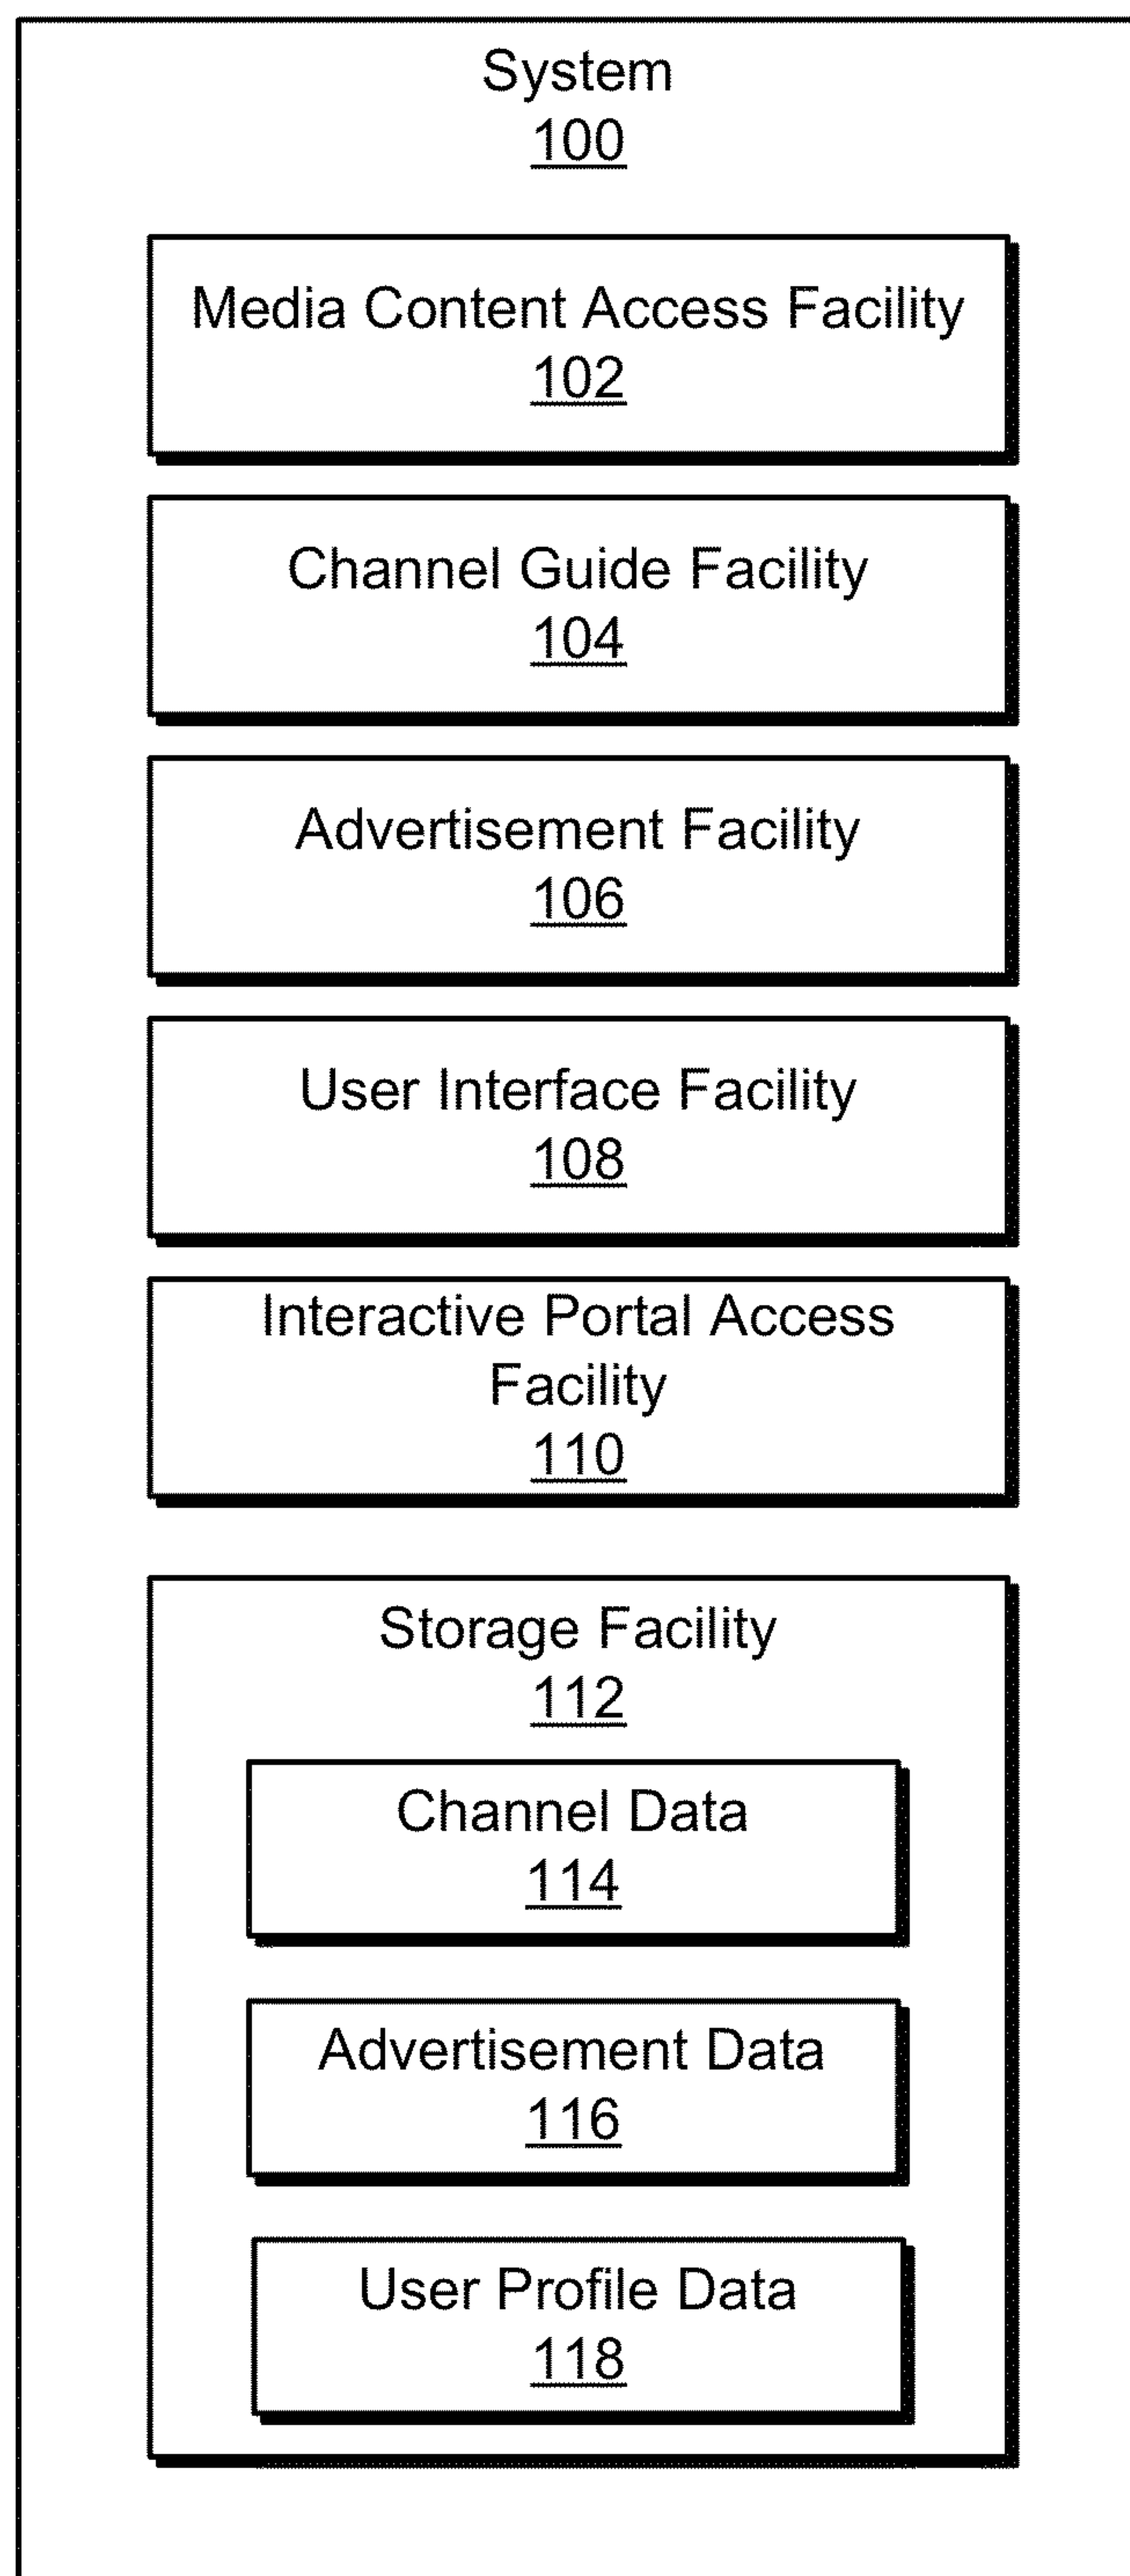 System
100
Media Content Access Facility
102
Channel Guide Facility
104
Advertisement Facility
106
User Interface Facility
108
Interactive Portal Access
Facility
110
Storage Facility
112
Channel Data
114
Advertisement Data
116
User Profile Data
118